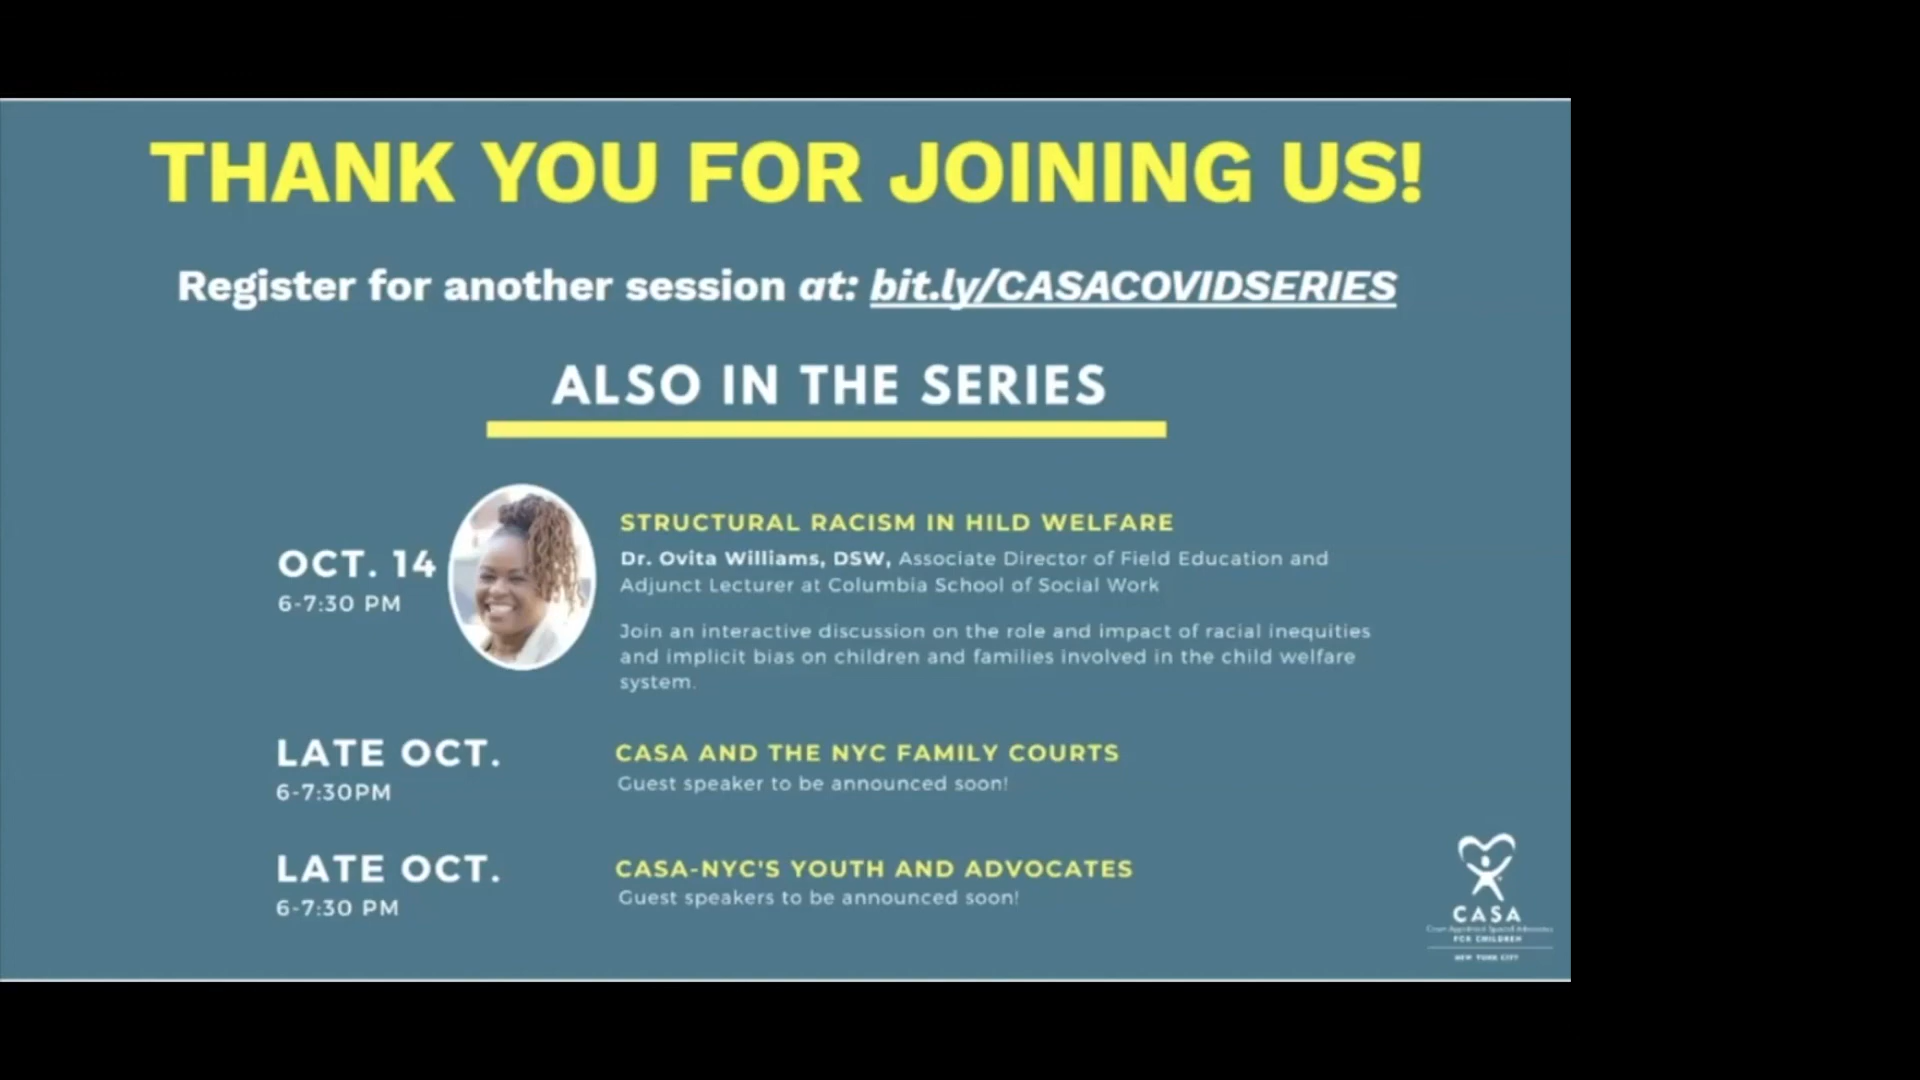 THANK YOU FOR JOINING US!
Register for another session at: bit.ly/CASACOVIDSERIES
ALSO IN THE SERIES
OCT. 14
6-7:30 PM
STRUCTURAL RACISM IN HILD WELFARE
Dr. Ovita Williams, DSW, Associate Director of Field Education and
Adjunct Lecturer at Columbia School of Social Work
Join an interactive discussion on the role and impact of racial inequities
and implicit bias on children and families involved in the child welfare
system.
LATE OCT.
6-7:30PM
CASA AND THE NYC FAMILY COURTS
Guest speaker to be announced soon!
LATE OCT.
6-7:30 PM
CASA-NYC'S YOUTH AND ADVOCATES
Guest speakers to be announced soon!
CASA
Court Appointed Special Advocates
FOR CHILDREN
NEW YORK CITY